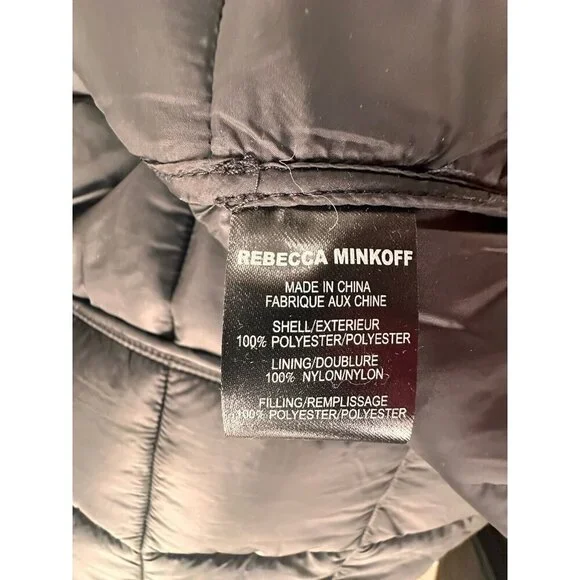 REBECCA MINKOFF
MADE IN CHINA
FABRIQUE AUX CHINE
SHELL/EXTERIEUR
100% POLYESTER/POLYESTER
LINING/DOUBLURE
100% NYLON/NYLON
FILLING/REMPLISSAGE
100% POLYESTER/POLYESTER